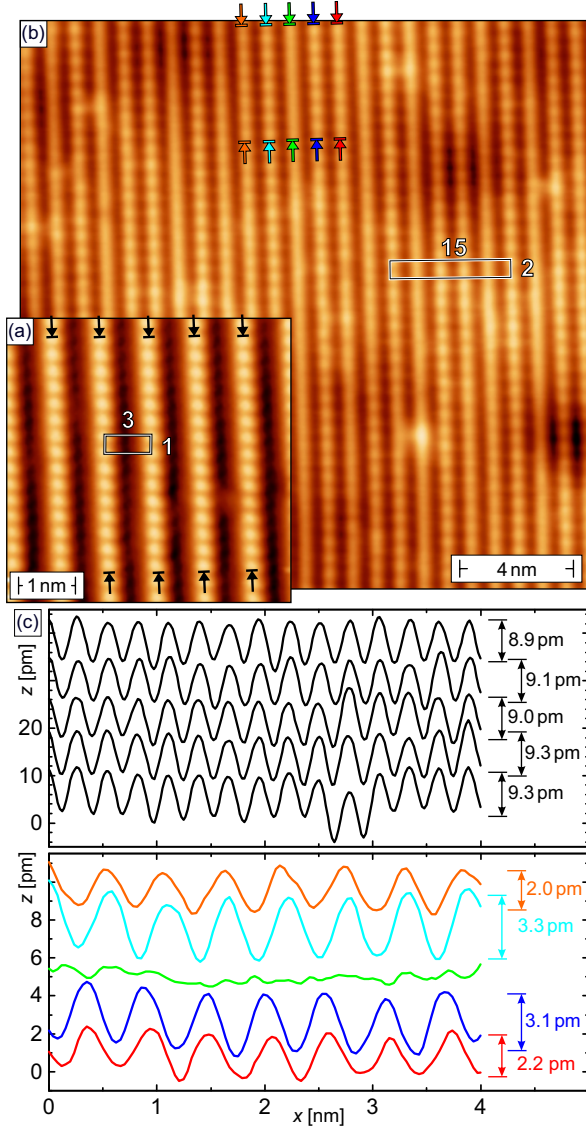 (b)
15
2
(a)
3
1
1 nm
4 nm
(c)
z [pm]
20
10
0
8.9 pm
9.1 pm
9.0 pm
9.3 pm
9.3 pm
z [pm]
8
6
4
2
0
2.0 pm
3.3 pm
3.1 pm
2.2 pm
0 1 2 3 4
x [nm]